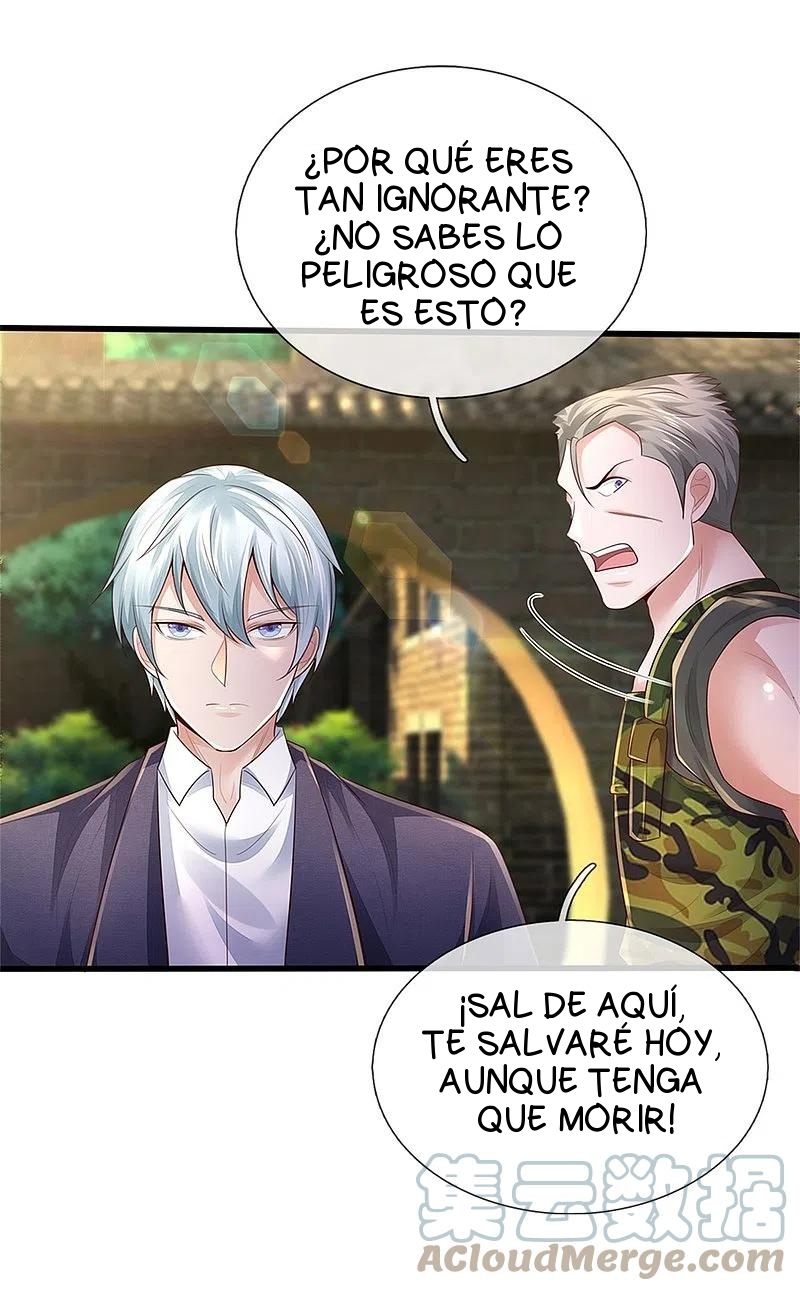 ¿POR QUÉ ERES
TAN IGNORANTE?
¿NO SABES LO
PELIGROSO QUE
ES ESTO?
¡SAL DE AQUÍ,
TE SALVARÉ HOY,
AUNQUE TENGA
QUE MORIR!
集云数据
ACloudMerge.com